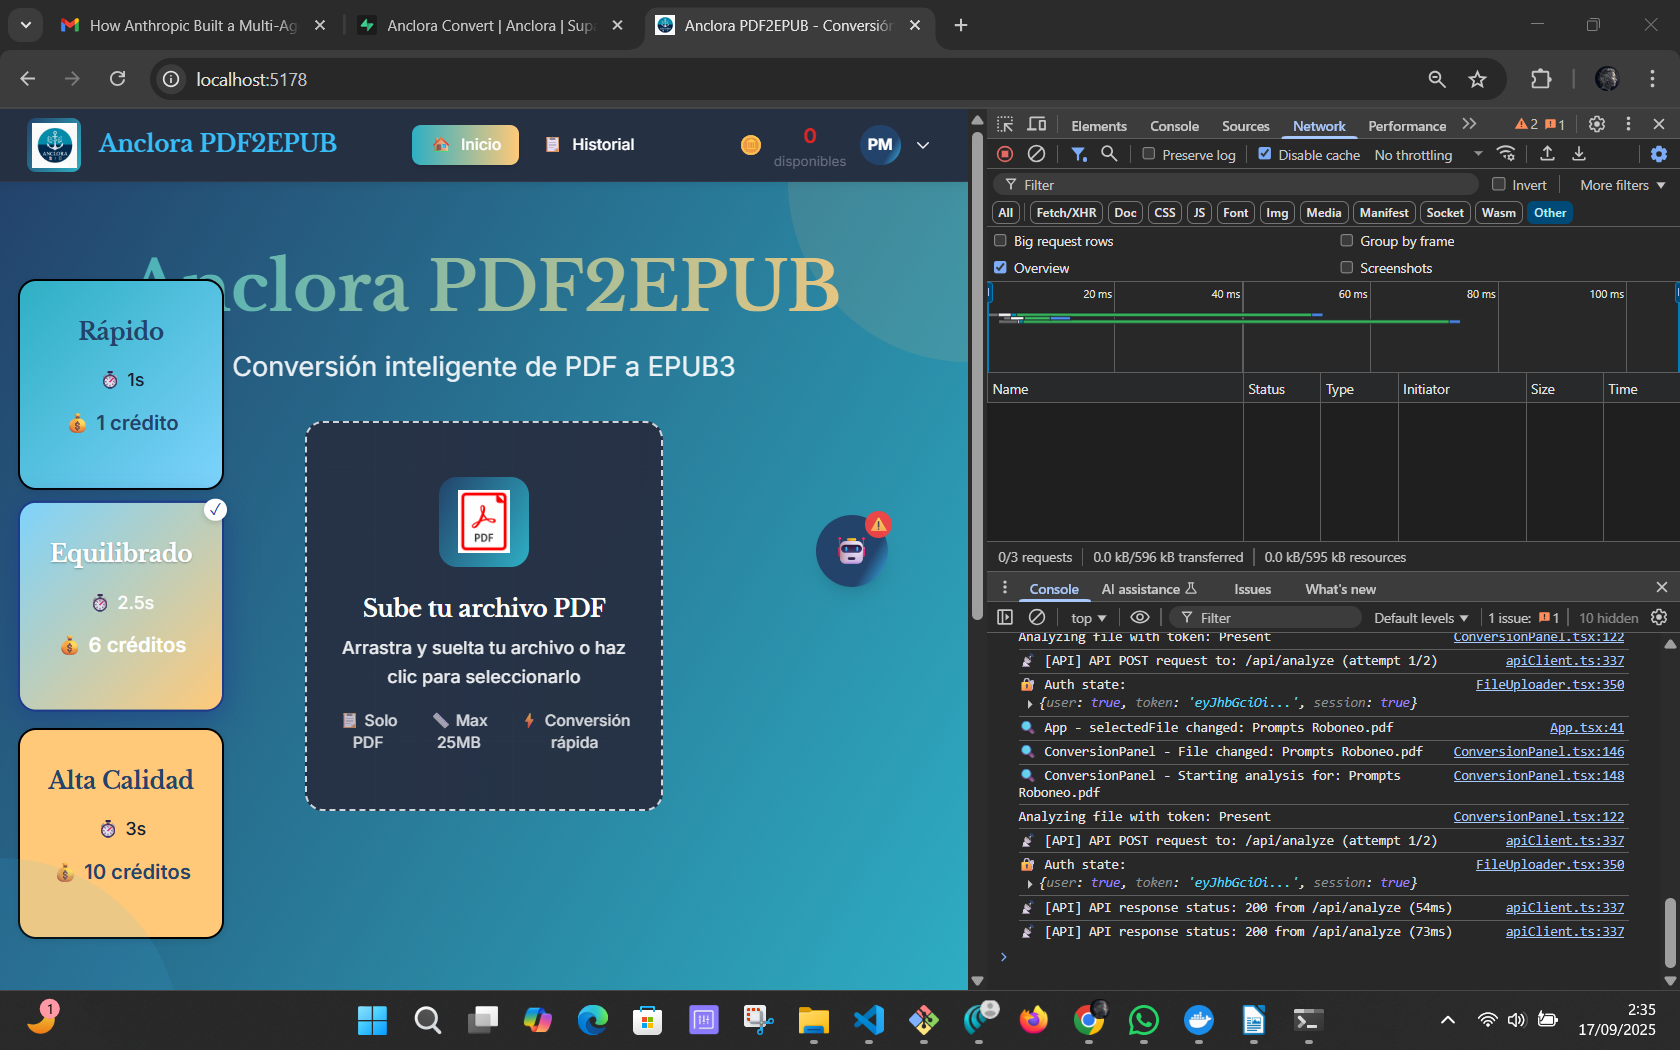 How Anthropic Built a Multi-Ag
Anclora Convert | Anclora | Supa
Anclora PDF2EPUB - Conversión
localhost:5178
Anclora PDF2EPUB
Inicio
Historial
0
disponibles
PM
Anclora PDF2EPUB
Conversión inteligente de PDF a EPUB3
Rápido
1s
1 crédito
Equilibrado
2.5s
6 créditos
Alta Calidad
3s
10 créditos
PDF
Sube tu archivo PDF
Arrastra y suelta tu archivo o haz
clic para seleccionarlo
Solo
PDF
Max
25MB
Conversión
rápida
Elements
Console
Sources
Network
Performance
2
1
Preserve log
Disable cache
No throttling
Filter
Invert
More filters
All
Fetch/XHR
Doc
CSS
JS
Font
Img
Media
Manifest
Socket
Wasm
Other
Big request rows
Group by frame
Overview
Screenshots
20 ms
40 ms
60 ms
80 ms
100 ms
Name
Status
Type
Initiator
Size
Time
0/3 requests
0.0 kB/596 kB transferred
0.0 kB/595 kB resources
Console
AI assistance
Issues
What's new
top
Filter
Default levels
1 issue:
1
10 hidden
Analyzing file with token: Present ConversionPanel.tsx:122
[API] API POST request to: /api/analyze (attempt 1/2) apiClient.ts:337
Auth state: FileUploader.tsx:350
{user: true, token: 'eyJhbGciOi...', session: true}
App - selectedFile changed: Prompts Roboneo.pdf App.tsx:41
ConversionPanel - File changed: Prompts Roboneo.pdf ConversionPanel.tsx:146
ConversionPanel - Starting analysis for: Prompts ConversionPanel.tsx:148
Roboneo.pdf
Analyzing file with token: Present ConversionPanel.tsx:122
[API] API POST request to: /api/analyze (attempt 1/2) apiClient.ts:337
Auth state: FileUploader.tsx:350
{user: true, token: 'eyJhbGciOi...', session: true}
[API] API response status: 200 from /api/analyze (54ms) apiClient.ts:337
[API] API response status: 200 from /api/analyze (73ms) apiClient.ts:337
1
2:35
17/09/2025